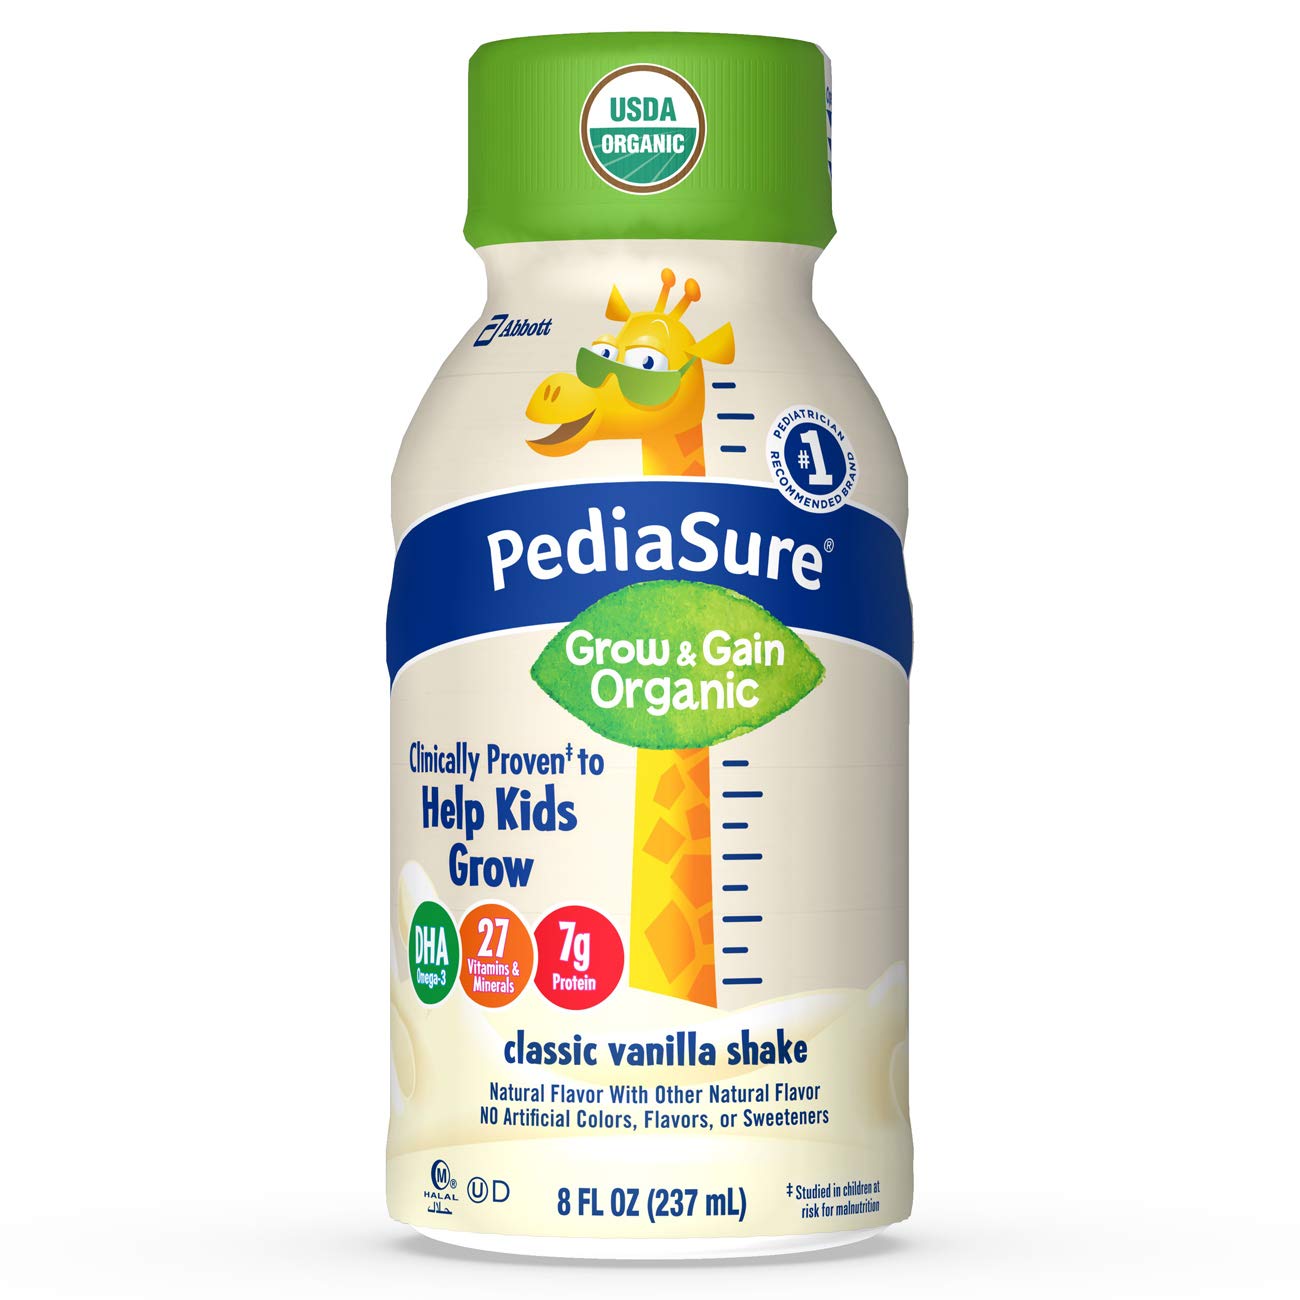 USDA
ORGANIC
Abbott
PEDIATRICIAN
#1
RECOMMENDED BRAND
PediaSure®
Grow & Gain
Organic
Clinically Proven‡ to
Help Kids
Grow
DHA
Omega-3
27
Vitamins &
Minerals
7g
Protein
classic vanilla shake
Natural Flavor With Other Natural Flavor
NO Artificial Colors, Flavors, or Sweeteners
M®
HALAL
حلال
U D
8 FL OZ (237 mL)
‡ Studied in children at
risk for malnutrition